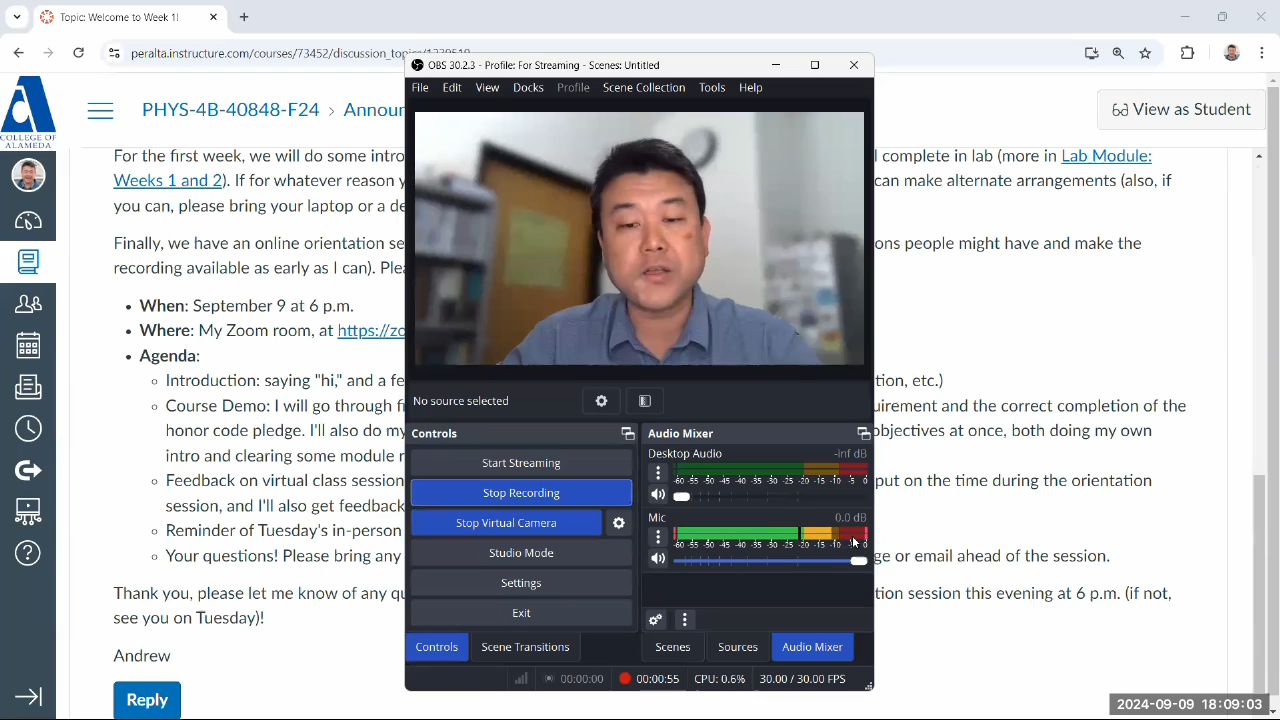 Topic: Welcome to Week 1!
peralta.instructure.com/courses/73452/discussion_topics/
OBS 30.2.3 - Profile: For Streaming - Scenes: Untitled
File Edit View Docks Profile Scene Collection Tools Help
COLLEGE OF
ALAMEDA
PHYS-4B-40848-F24 › Annour
View as Student
For the first week, we will do some intro
l complete in lab (more in Lab Module:
Weeks 1 and 2). If for whatever reason y
can make alternate arrangements (also, if
you can, please bring your laptop or a de
Finally, we have an online orientation se
ons people might have and make the
recording available as early as I can). Plea
• When: September 9 at 6 p.m.
• Where: My Zoom room, at https://zo
• Agenda:
Introduction: saying "hi," and a fe
tion, etc.)
Course Demo: I will go through fi
uirement and the correct completion of the
honor code pledge. I'll also do my
objectives at once, both doing my own
intro and clearing some module r
Feedback on virtual class session
put on the time during the orientation
session, and I'll also get feedback
Reminder of Tuesday's in-person
Your questions! Please bring any
ge or email ahead of the session.
Thank you, please let me know of any qu
tion session this evening at 6 p.m. (if not,
see you on Tuesday)!
Andrew
Reply
No source selected
Controls
Start Streaming
Stop Recording
Stop Virtual Camera
Studio Mode
Settings
Exit
Controls Scene Transitions
Audio Mixer
Desktop Audio -inf dB
-60 -55 -50 -45 -40 -35 -30 -25 -20 -15 -10 -5 0
Mic 0.0 dB
-60 -55 -50 -45 -40 -35 -30 -25 -20 -15 -10 -5 0
Scenes Sources Audio Mixer
00:00:00 00:00:55 CPU: 0.6% 30.00 / 30.00 FPS
2024-09-09 18:09:03